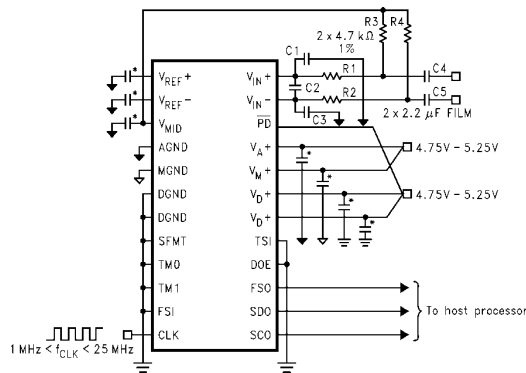 R3 R4
2 x 4.7 kΩ
1%
C1
R1
C4
C2
R2
C5
C3
2 x 2.2 μF FILM
VREF+
VREF-
VMID
AGND
MGND
DGND
DGND
SFMT
TM0
TM1
FSI
CLK
VIN+
VIN-
PD
VA+
VM+
VD+
VD+
TSI
DOE
FSO
SDO
SCO
*
*
*
*
*
*
*
4.75V – 5.25V
4.75V – 5.25V
To host processor
1 MHz < fCLK < 25 MHz